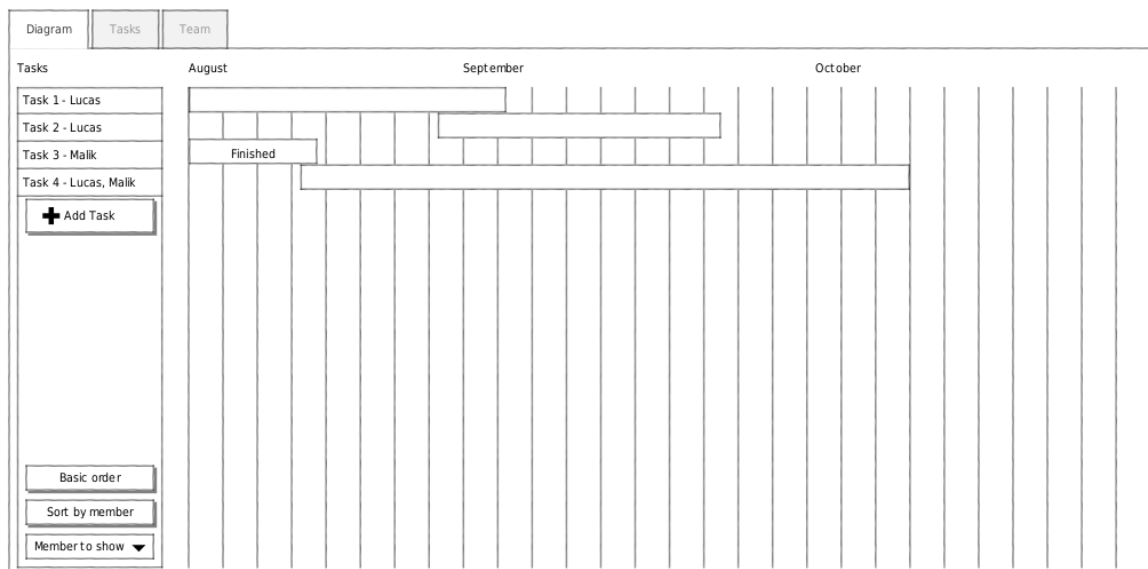 Diagram Tasks Team
Tasks August September October
Task 1 - Lucas
Task 2 - Lucas
Task 3 - Malik Finished
Task 4 - Lucas, Malik
Add Task
Basic order
Sort by member
Member to show